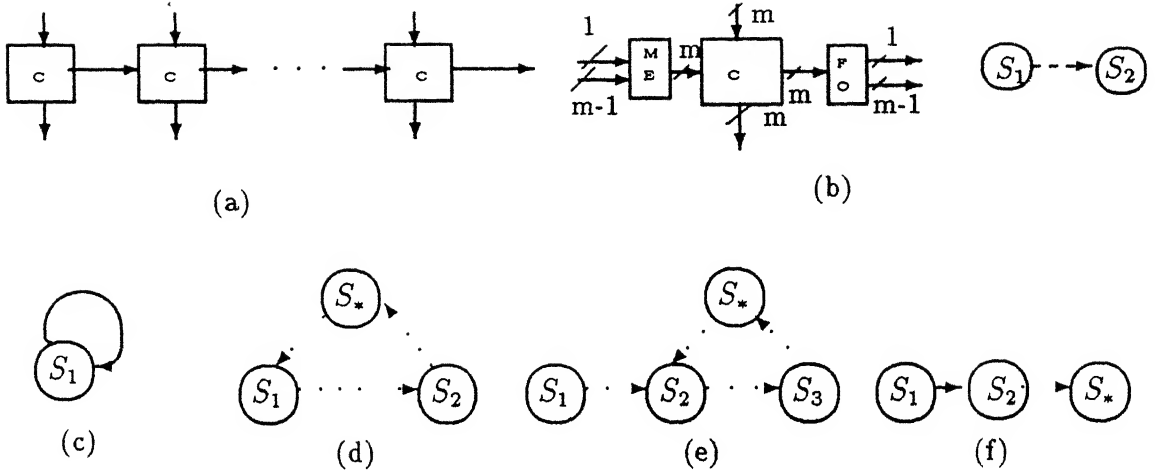 C C C
(a)
1 m 1
M E m C m F O
m-1 m m-1
(b)
S₁ S₂
S₁
(c)
S* S₁ S₂
(d)
S* S₁ S₂ S₃
(e)
S₁ S₂ S*
(f)